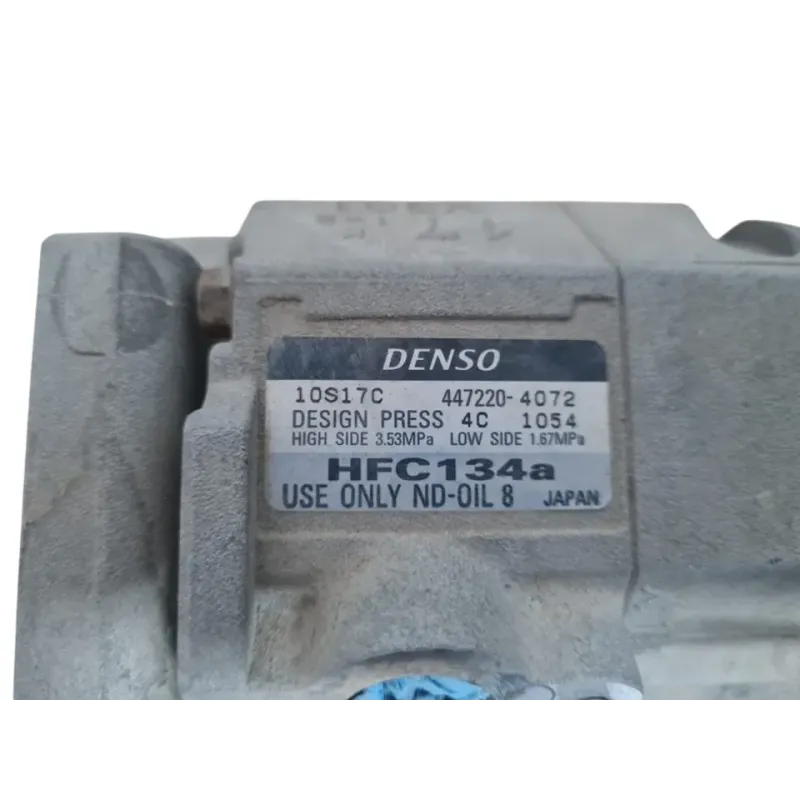 DENSO
10S17C 447220-4072
DESIGN PRESS 4C 1054
HIGH SIDE 3.53MPa LOW SIDE 1.67MPa
HFC134a
USE ONLY ND-OIL 8 JAPAN